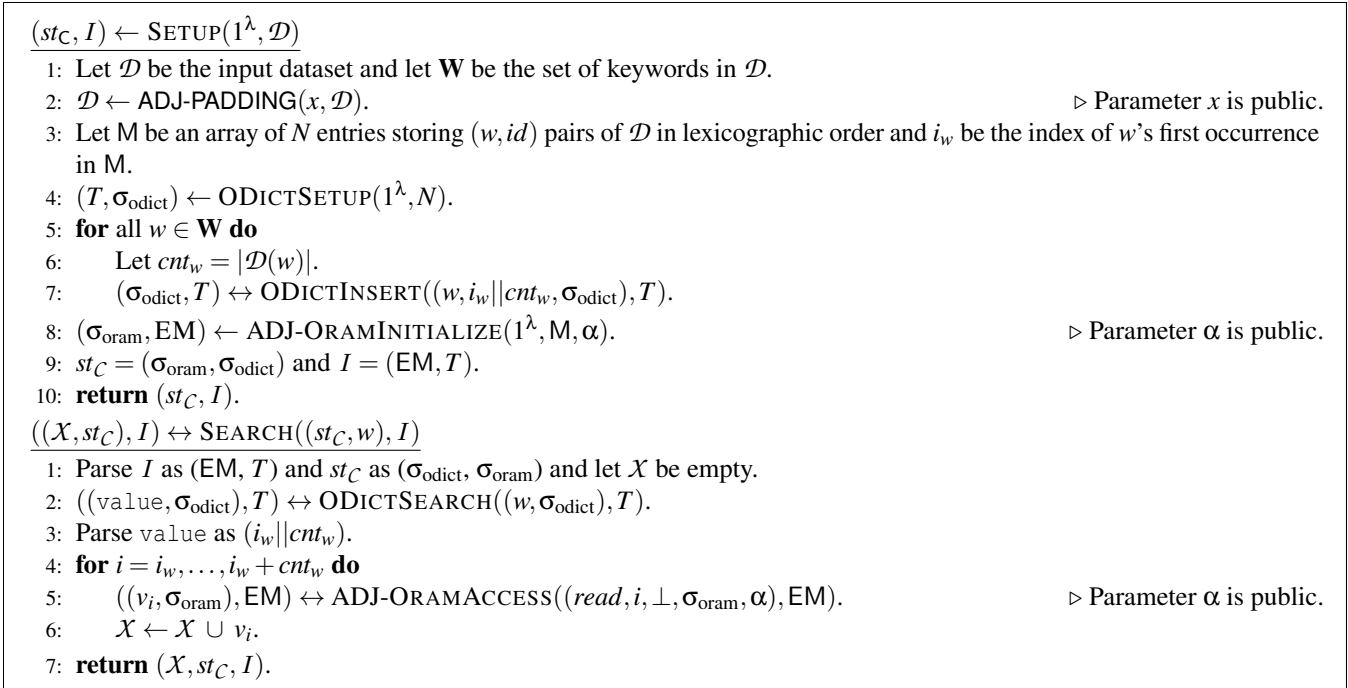 (st_C, I) ← SETUP(1^λ, 𝒟)
1: Let 𝒟 be the input dataset and let W be the set of keywords in 𝒟.
2: 𝒟 ← ADJ-PADDING(x, 𝒟). ▷ Parameter x is public.
3: Let M be an array of N entries storing (w, id) pairs of 𝒟 in lexicographic order and i_w be the index of w's first occurrence
in M.
4: (T, σ_odict) ← ODICTSETUP(1^λ, N).
5: for all w ∈ W do
6: Let cnt_w = |𝒟(w)|.
7: (σ_odict, T) ↔ ODICTINSERT((w, i_w||cnt_w, σ_odict), T).
8: (σ_oram, EM) ← ADJ-ORAMINITIALIZE(1^λ, M, α). ▷ Parameter α is public.
9: st_C = (σ_oram, σ_odict) and I = (EM, T).
10: return (st_C, I).
((X, st_C), I) ↔ SEARCH((st_C, w), I)
1: Parse I as (EM, T) and st_C as (σ_odict, σ_oram) and let X be empty.
2: ((value, σ_odict), T) ↔ ODICTSEARCH((w, σ_odict), T).
3: Parse value as (i_w||cnt_w).
4: for i = i_w, ..., i_w + cnt_w do
5: ((v_i, σ_oram), EM) ↔ ADJ-ORAMACCESS((read, i, ⊥, σ_oram, α), EM). ▷ Parameter α is public.
6: X ← X ∪ v_i.
7: return (X, st_C, I).